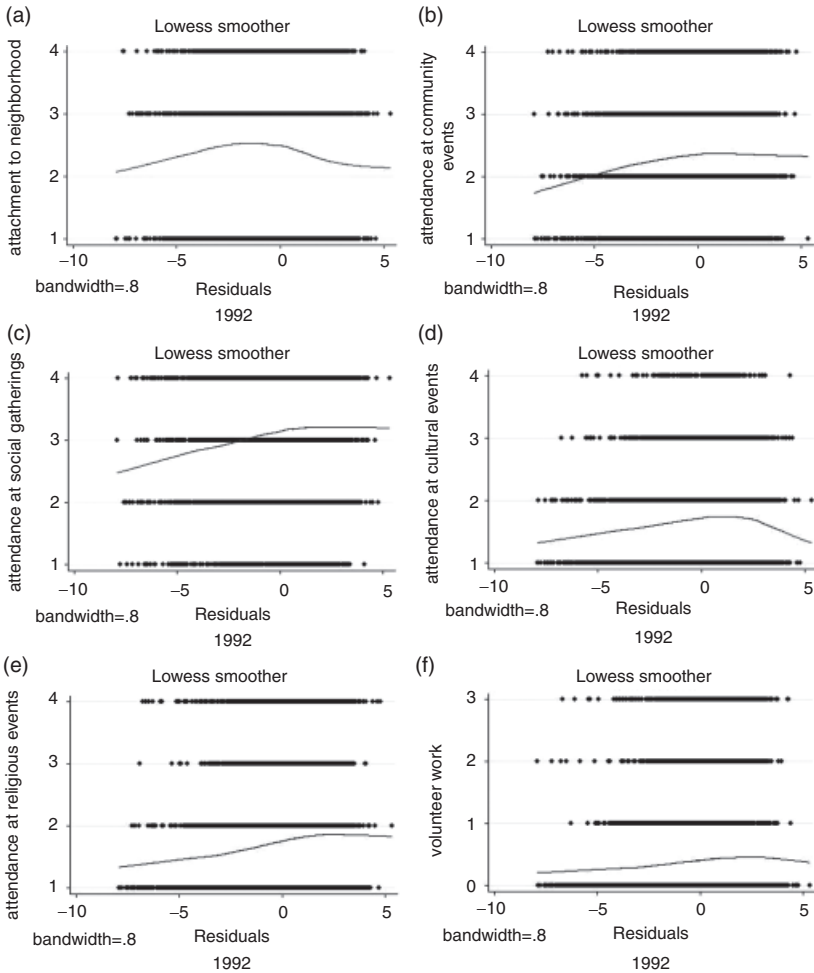 (a)
Lowess smoother
attachment to neighborhood
4
3
2
1
−10
−5
0
5
bandwidth=.8
Residuals
1992
(b)
Lowess smoother
attendance at community
events
4
3
2
1
−10
−5
0
5
bandwidth=.8
Residuals
1992
(c)
Lowess smoother
attendance at social gatherings
4
3
2
1
−10
−5
0
5
bandwidth=.8
Residuals
1992
(d)
Lowess smoother
attendance at cultural events
4
3
2
1
−10
−5
0
5
bandwidth=.8
Residuals
1992
(e)
Lowess smoother
attendance at religious events
4
3
2
1
−10
−5
0
5
bandwidth=.8
Residuals
1992
(f)
Lowess smoother
volunteer work
3
2
1
0
−10
−5
0
5
bandwidth=.8
Residuals
1992